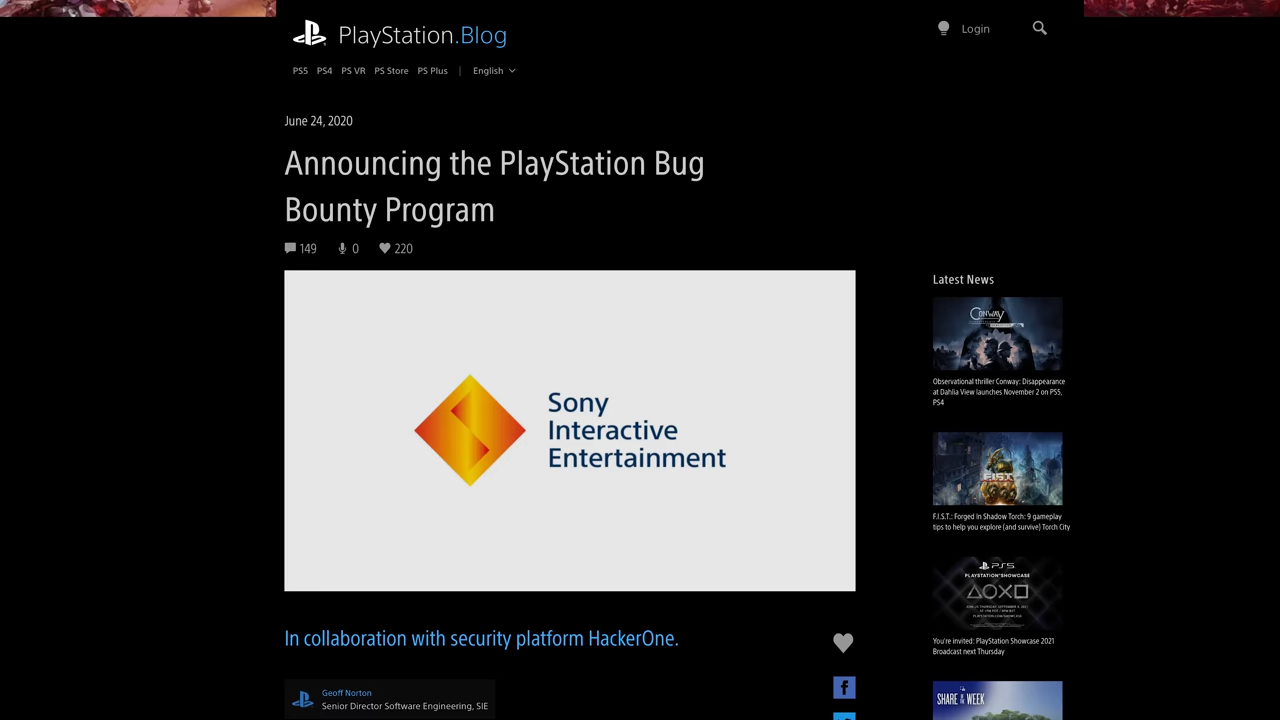 PlayStation.Blog
Login
PS5 PS4 PS VR PS Store PS Plus | English
June 24, 2020
Announcing the PlayStation Bug
Bounty Program
149 0 220
Sony
Interactive
Entertainment
In collaboration with security platform HackerOne.
Geoff Norton
Senior Director Software Engineering, SIE
Latest News
CONWAY
Observational thriller Conway: Disappearance
at Dahlia View launches November 2 on PS5,
PS4
F.I.S.T.
F.I.S.T.: Forged In Shadow Torch: 9 gameplay
tips to help you explore (and survive) Torch City
PS5
PLAYSTATION SHOWCASE
You're invited: PlayStation Showcase 2021
Broadcast next Thursday
SHARE OF THE WEEK